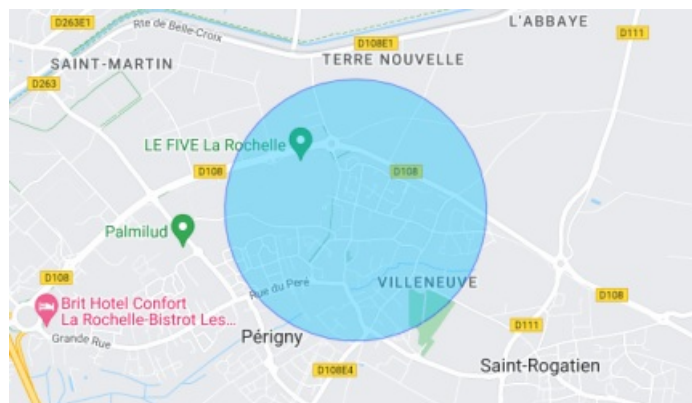 D263E1
Rte de Belle-Croix
L'ABBAYE
D111
D108E1
SAINT-MARTIN
TERRE NOUVELLE
D263
LE FIVE La Rochelle
D108
D108
Palmilud
D108
VILLENEUVE
Rue du Pere
D108
Brit Hotel Confort
La Rochelle-Bistrot Les...
D111
Grande Rue
Périgny
Saint-Rogatien
D108E4